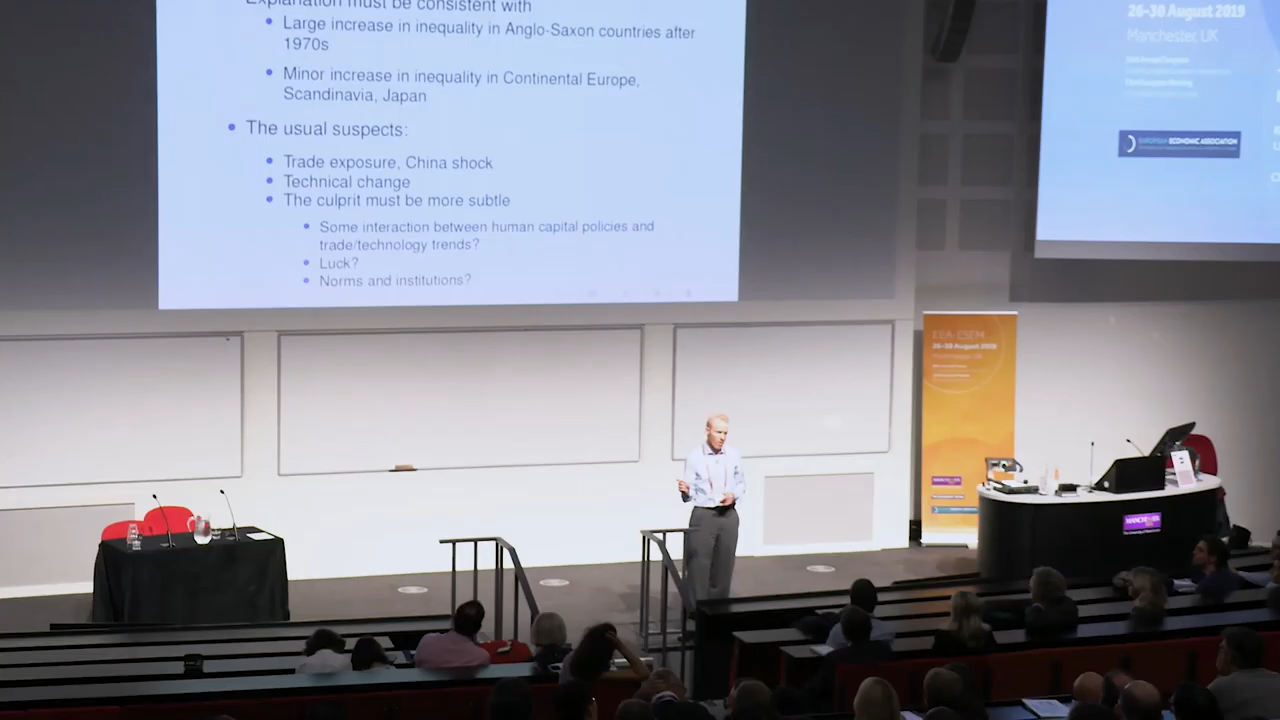 Explanation must be consistent with
Large increase in inequality in Anglo-Saxon countries after
1970s
Minor increase in inequality in Continental Europe,
Scandinavia, Japan
The usual suspects:
Trade exposure, China shock
Technical change
The culprit must be more subtle
Some interaction between human capital policies and
trade/technology trends?
Luck?
Norms and institutions?
26-30 August 2019
Manchester, UK
EUROPEAN ECONOMIC ASSOCIATION
EEA-ESEM
26-30 August 2019
Manchester, UK
MANCHESTER